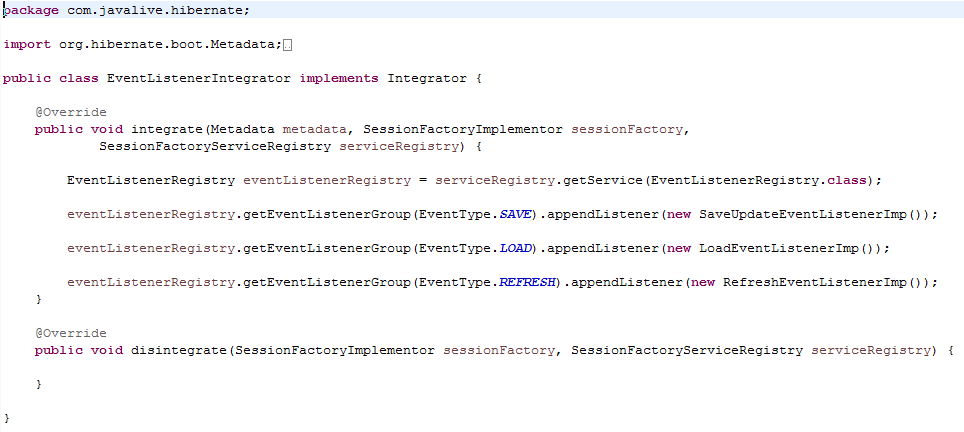 package com.javalive.hibernate;
import org.hibernate.boot.Metadata;
public class EventListenerIntegrator implements Integrator {
@Override
public void integrate(Metadata metadata, SessionFactoryImplementor sessionFactory,
SessionFactoryServiceRegistry serviceRegistry) {
EventListenerRegistry eventListenerRegistry = serviceRegistry.getService(EventListenerRegistry.class);
eventListenerRegistry.getEventListenerGroup(EventType.SAVE).appendListener(new SaveUpdateEventListenerImp());
eventListenerRegistry.getEventListenerGroup(EventType.LOAD).appendListener(new LoadEventListenerImp());
eventListenerRegistry.getEventListenerGroup(EventType.REFRESH).appendListener(new RefreshEventListenerImp());
}
@Override
public void disintegrate(SessionFactoryImplementor sessionFactory, SessionFactoryServiceRegistry serviceRegistry) {
}
}